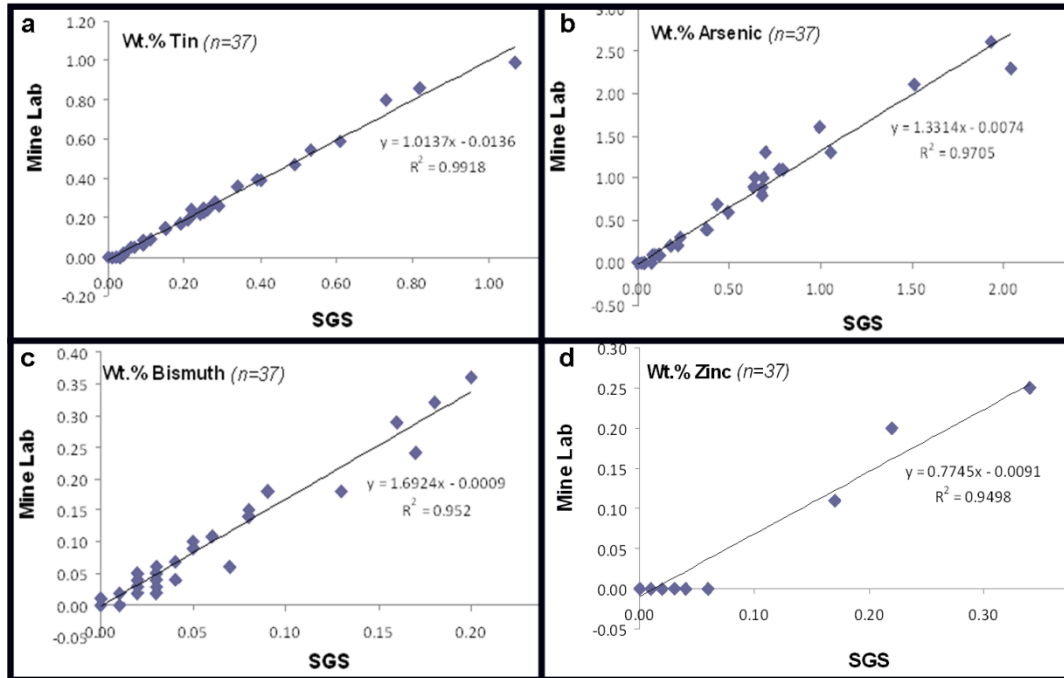 a
Wt.% Tin (n=37)
1.20
1.00
0.80
0.60
0.40
0.20
0.00
-0.20
Mine Lab
y = 1.0137x - 0.0136
R² = 0.9918
0.00 0.20 0.40 0.60 0.80 1.00
SGS
b
Wt.% Arsenic (n=37)
3.00
2.50
2.00
1.50
1.00
0.50
0.00
-0.50
Mine Lab
y = 1.3314x - 0.0074
R² = 0.9705
0.00 0.50 1.00 1.50 2.00
SGS
c
Wt.% Bismuth (n=37)
0.40
0.35
0.30
0.25
0.20
0.15
0.10
0.05
0.00
-0.05
Mine Lab
y = 1.6924x - 0.0009
R² = 0.952
0.00 0.05 0.10 0.15 0.20
SGS
d
Wt.% Zinc (n=37)
0.30
0.25
0.20
0.15
0.10
0.05
0.00
-0.05
Mine Lab
y = 0.7745x - 0.0091
R² = 0.9498
0.00 0.10 0.20 0.30
SGS